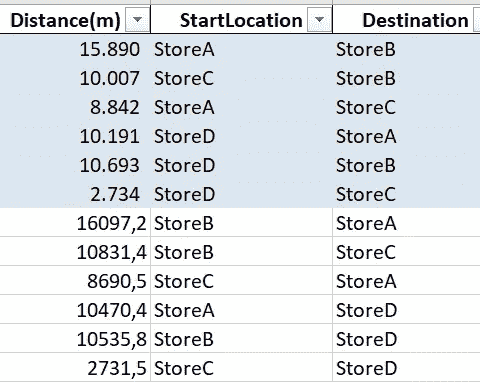 Distance(m) StartLocation Destination
15.890 StoreA StoreB
10.007 StoreC StoreB
8.842 StoreA StoreC
10.191 StoreD StoreA
10.693 StoreD StoreB
2.734 StoreD StoreC
16097,2 StoreB StoreA
10831,4 StoreB StoreC
8690,5 StoreC StoreA
10470,4 StoreA StoreD
10535,8 StoreB StoreD
2731,5 StoreC StoreD